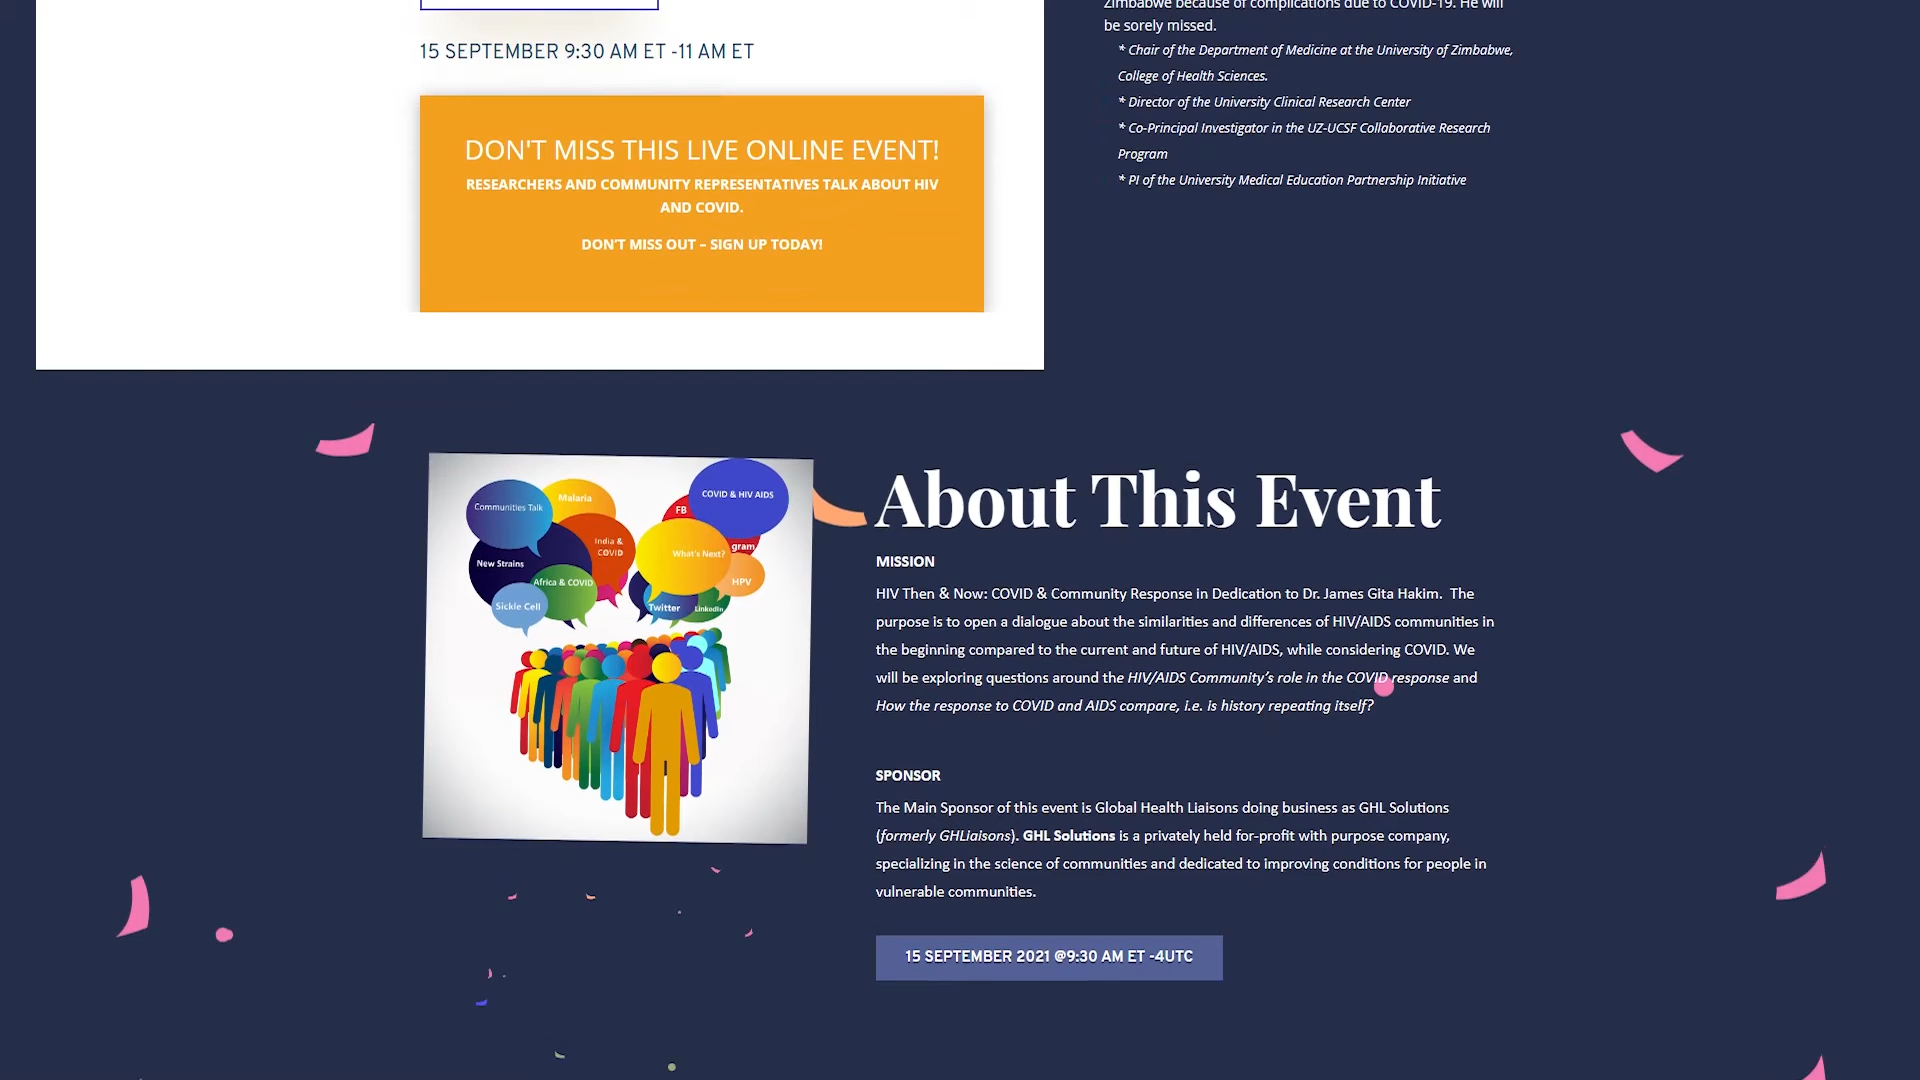 15 SEPTEMBER 9:30 AM ET -11 AM ET
DON'T MISS THIS LIVE ONLINE EVENT!
RESEARCHERS AND COMMUNITY REPRESENTATIVES TALK ABOUT HIV
AND COVID.
DON'T MISS OUT – SIGN UP TODAY!
Zimbabwe because of complications due to COVID-19. He will
be sorely missed.
* Chair of the Department of Medicine at the University of Zimbabwe,
College of Health Sciences.
* Director of the University Clinical Research Center
* Co-Principal Investigator in the UZ-UCSF Collaborative Research
Program
* PI of the University Medical Education Partnership Initiative
Communities Talk
Malaria
COVID & HIV AIDS
FB
India &
COVID
What's Next?
gram
New Strains
Africa & COVID
HPV
Sickle Cell
Twitter
LinkedIn
About This Event
MISSION
HIV Then & Now: COVID & Community Response in Dedication to Dr. James Gita Hakim.  The
purpose is to open a dialogue about the similarities and differences of HIV/AIDS communities in
the beginning compared to the current and future of HIV/AIDS, while considering COVID. We
will be exploring questions around the HIV/AIDS Community's role in the COVID response and
How the response to COVID and AIDS compare, i.e. is history repeating itself?
SPONSOR
The Main Sponsor of this event is Global Health Liaisons doing business as GHL Solutions
(formerly GHLiaisons). GHL Solutions is a privately held for-profit with purpose company,
specializing in the science of communities and dedicated to improving conditions for people in
vulnerable communities.
15 SEPTEMBER 2021 @9:30 AM ET -4UTC